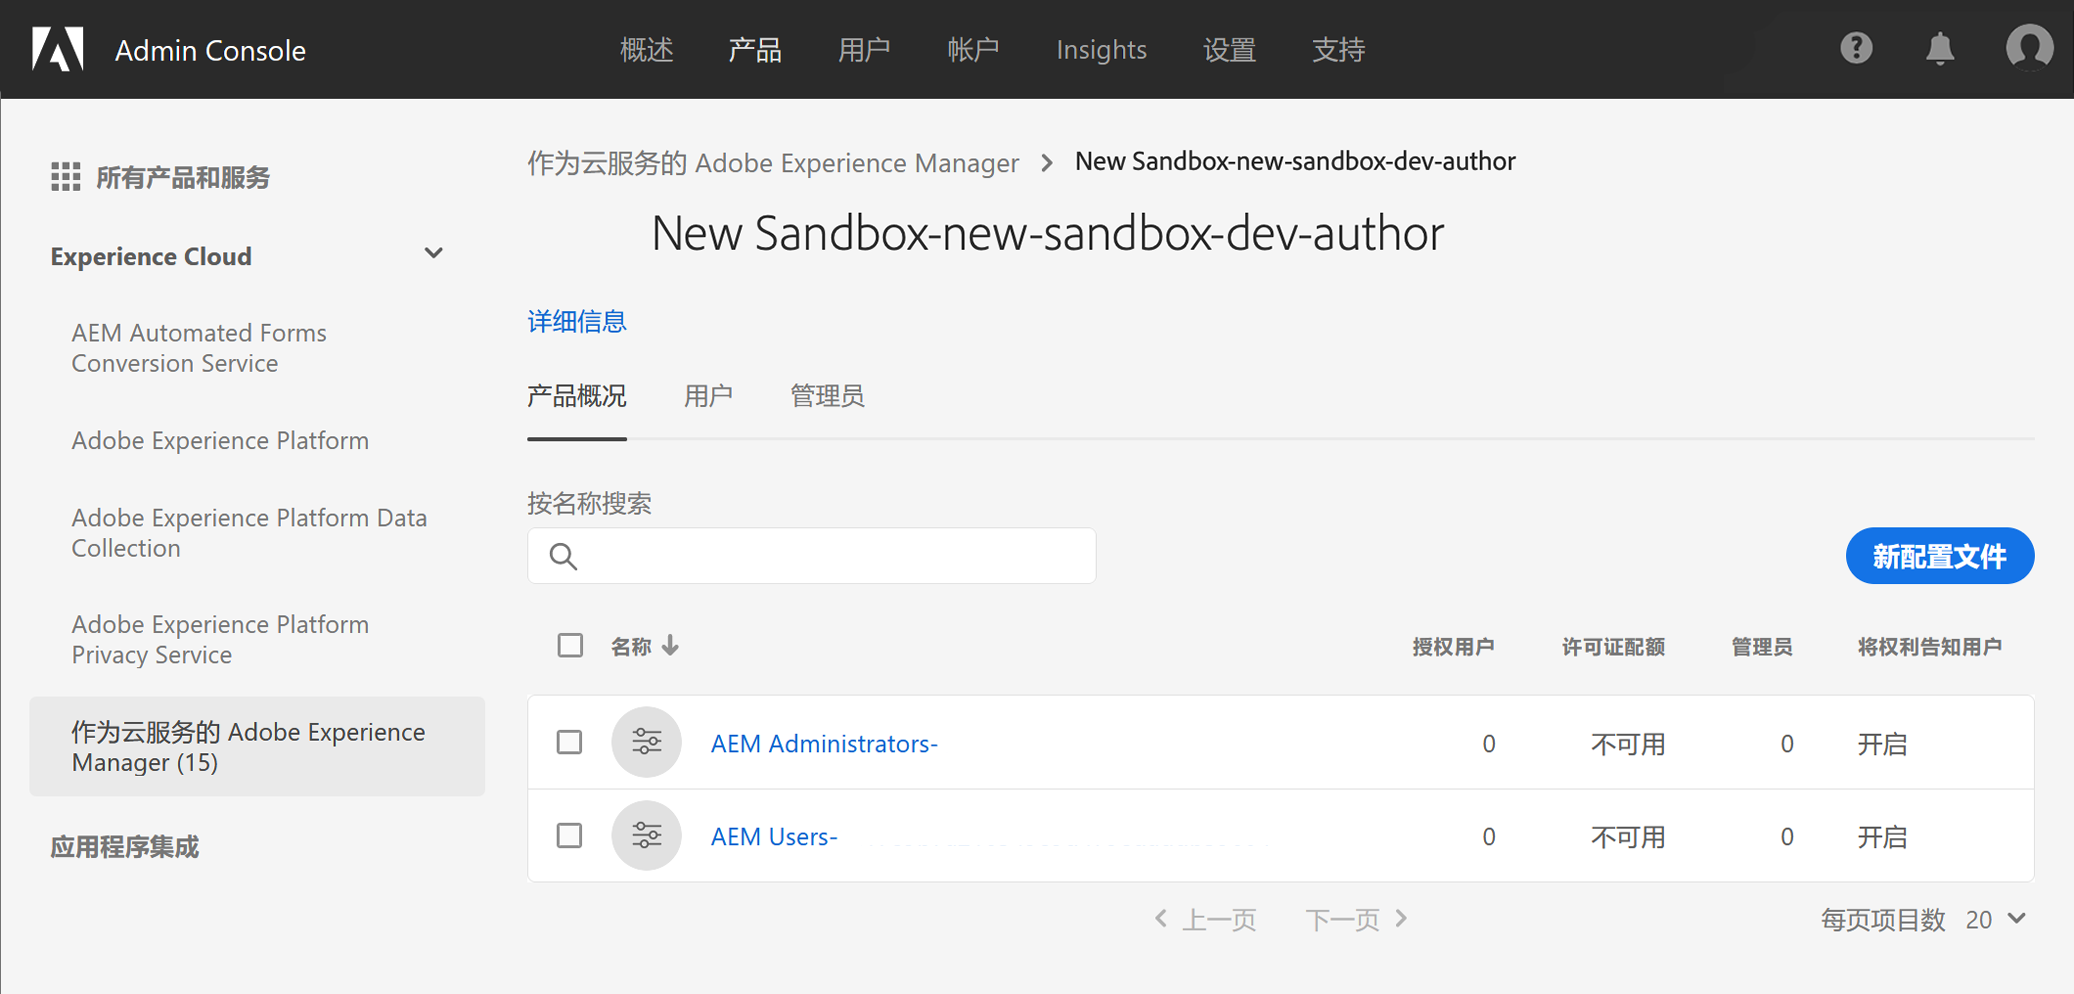 Admin Console
概述 产品 用户 帐户 Insights 设置 支持
所有产品和服务
Experience Cloud
AEM Automated Forms
Conversion Service
Adobe Experience Platform
Adobe Experience Platform Data
Collection
Adobe Experience Platform
Privacy Service
作为云服务的 Adobe Experience
Manager (15)
应用程序集成
作为云服务的 Adobe Experience Manager > New Sandbox-new-sandbox-dev-author
New Sandbox-new-sandbox-dev-author
详细信息
产品概况 用户 管理员
按名称搜索
新配置文件
名称 授权用户 许可证配额 管理员 将权利告知用户
AEM Administrators- 0 不可用 0 开启
AEM Users- 0 不可用 0 开启
上一页 下一页
每页项目数 20